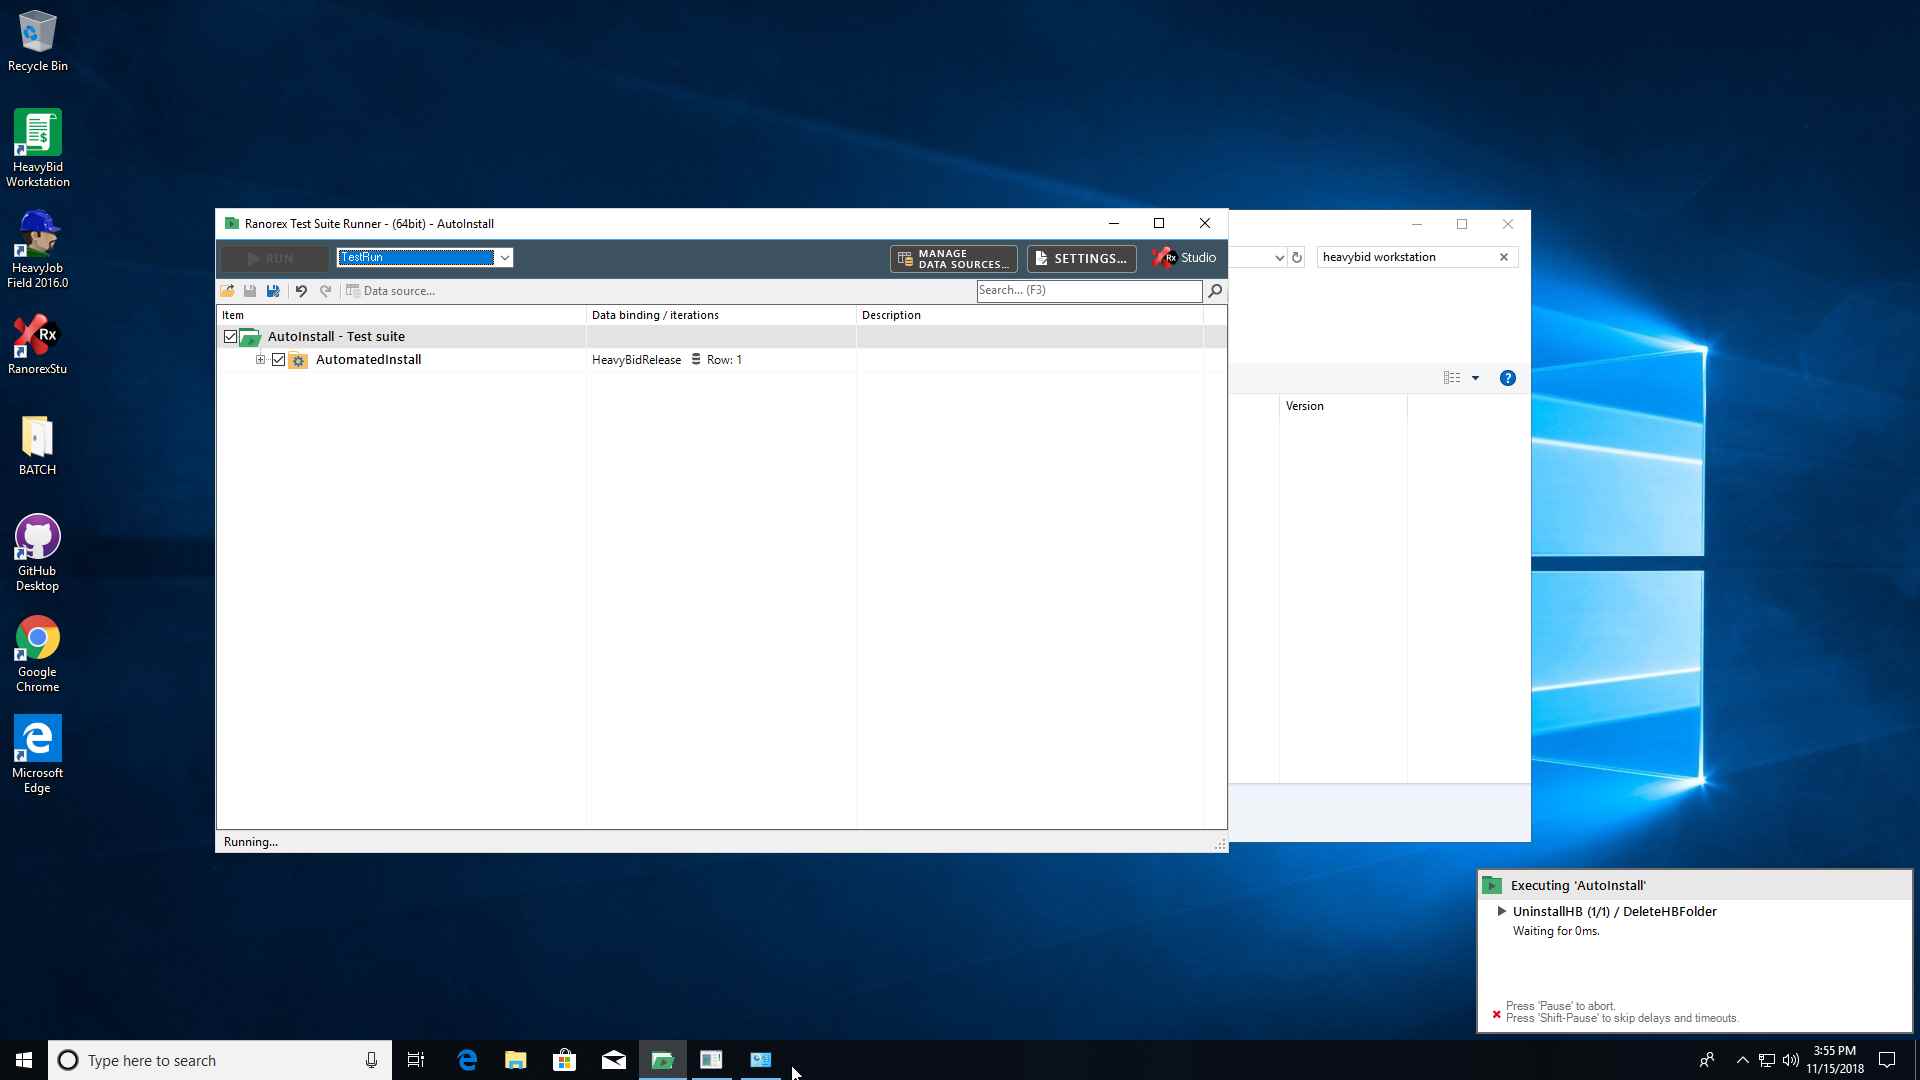 Recycle Bin
HeavyBid
Workstation
HeavyJob
Field 2016.0
Rx
RanorexStu
BATCH
GitHub
Desktop
Google
Chrome
Microsoft
Edge
Ranorex Test Suite Runner - (64bit) - AutoInstall
RUN
TestRun
MANAGE
DATA SOURCES...
SETTINGS...
Rx Studio
Data source...
Search... (F3)
Item
Data binding / iterations
Description
AutoInstall - Test suite
AutomatedInstall
HeavyBidRelease
Row: 1
Running...
heavybid workstation
Version
Executing 'AutoInstall'
UninstallHB (1/1) / DeleteHBFolder
Waiting for 0ms.
Press 'Pause' to abort.
Press 'Shift-Pause' to skip delays and timeouts.
Type here to search
3:55 PM
11/15/2018